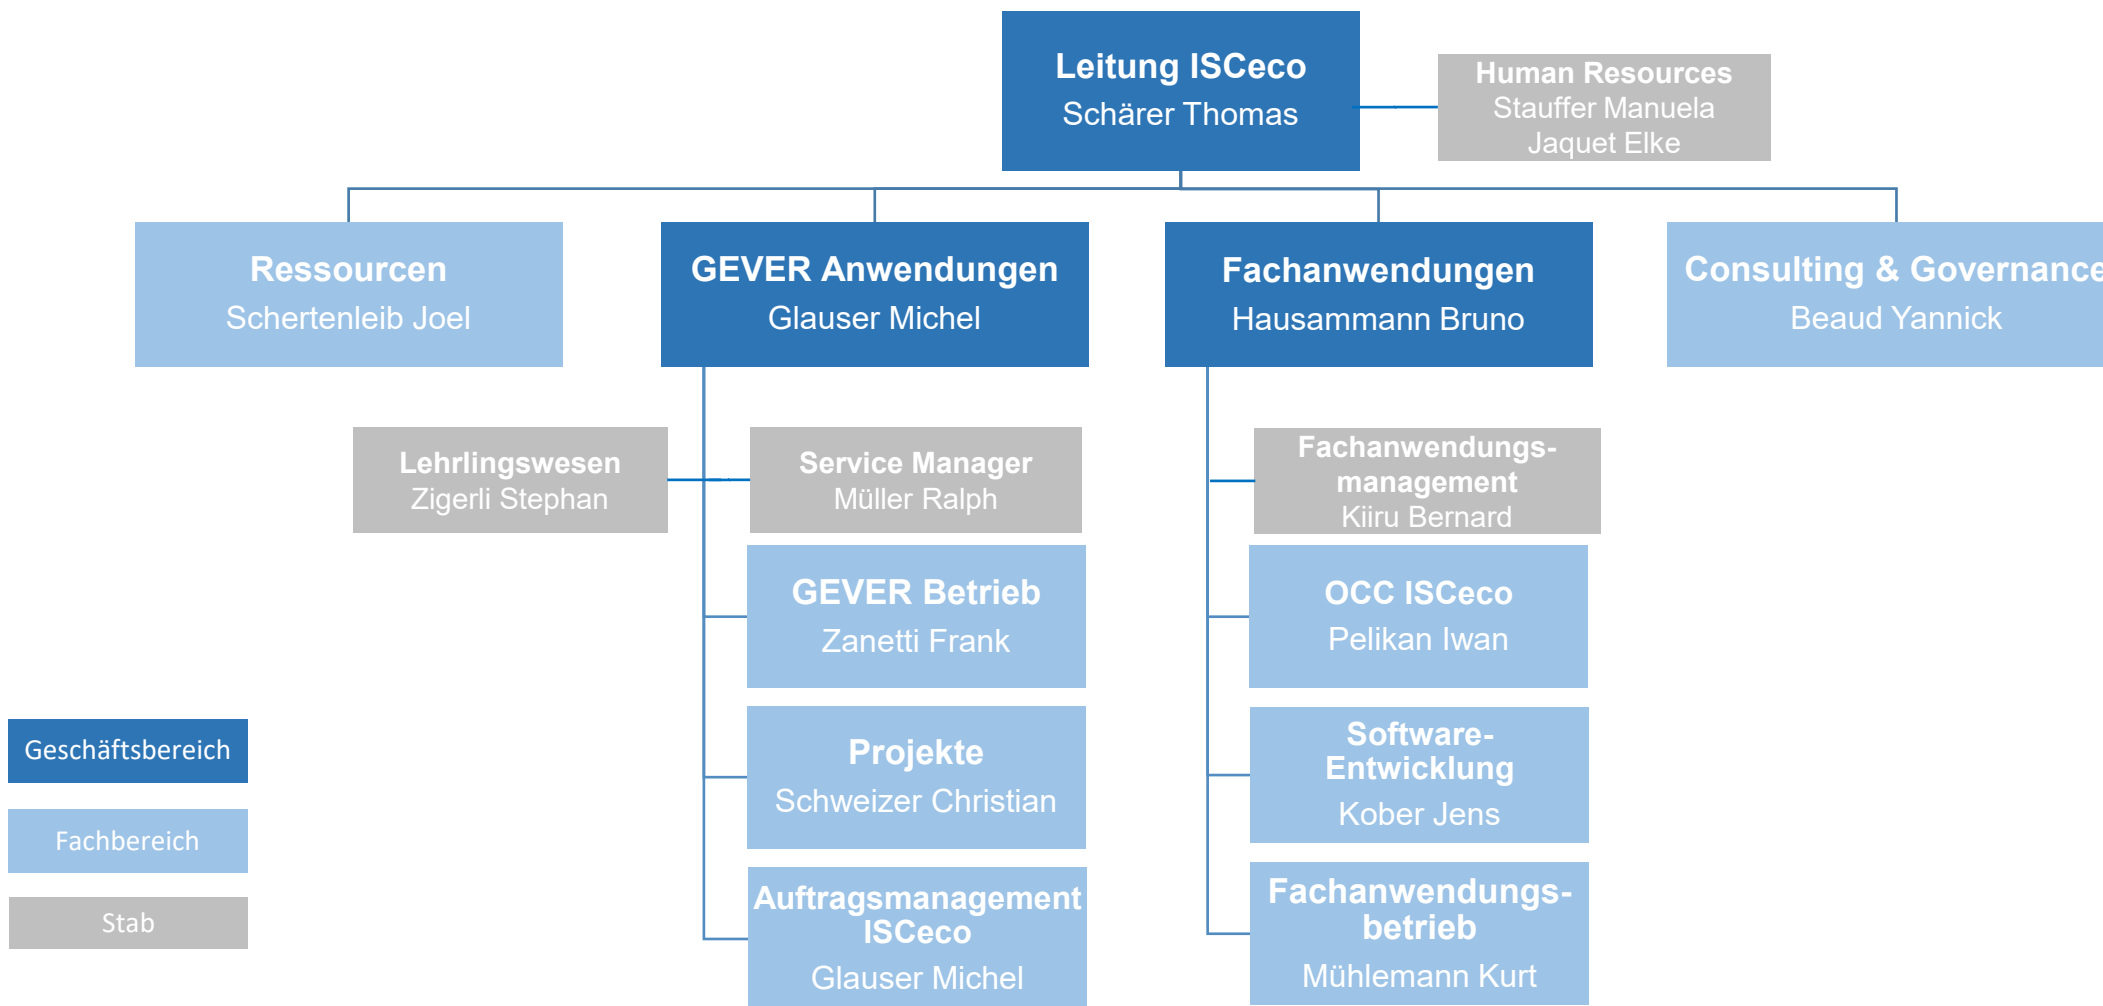 Leitung ISCeco
Schärer Thomas
Human Resources
Stauffer Manuela
Jaquet Elke
Ressourcen
Schertenleib Joel
GEVER Anwendungen
Glauser Michel
Fachanwendungen
Hausammann Bruno
Consulting & Governance
Beaud Yannick
Lehrlingswesen
Zigerli Stephan
Service Manager
Müller Ralph
Fachanwendungs-
management
Kiiru Bernard
GEVER Betrieb
Zanetti Frank
OCC ISCeco
Pelikan Iwan
Projekte
Schweizer Christian
Software-
Entwicklung
Kober Jens
Auftragsmanagement
ISCeco
Glauser Michel
Fachanwendungs-
betrieb
Mühlemann Kurt
Geschäftsbereich
Fachbereich
Stab